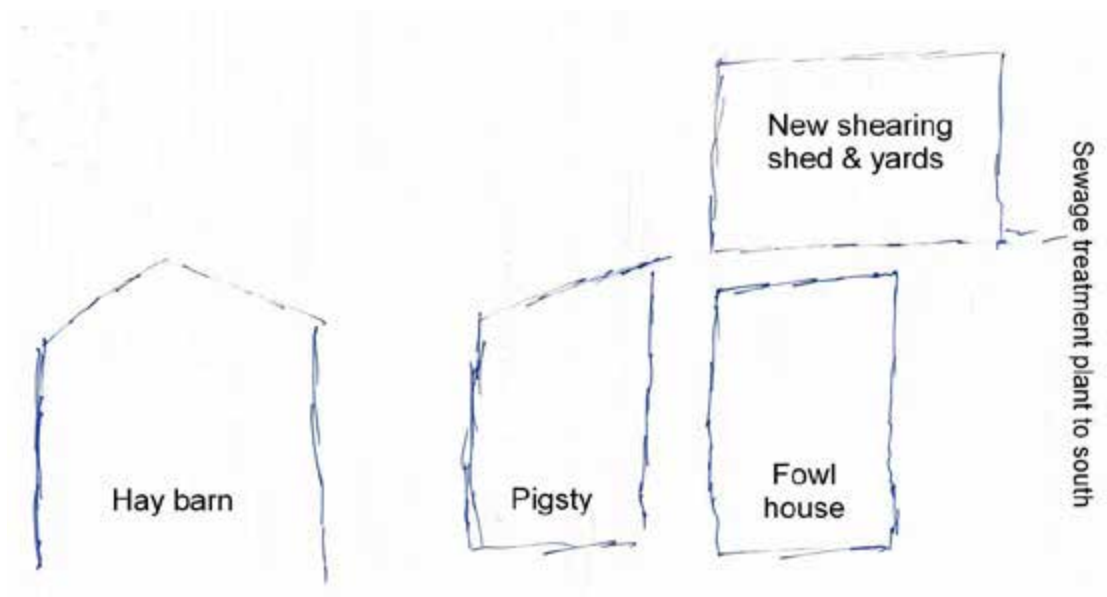 New shearing
shed & yards
Sewage treatment plant to south
Hay barn
Pigsty
Fowl
house